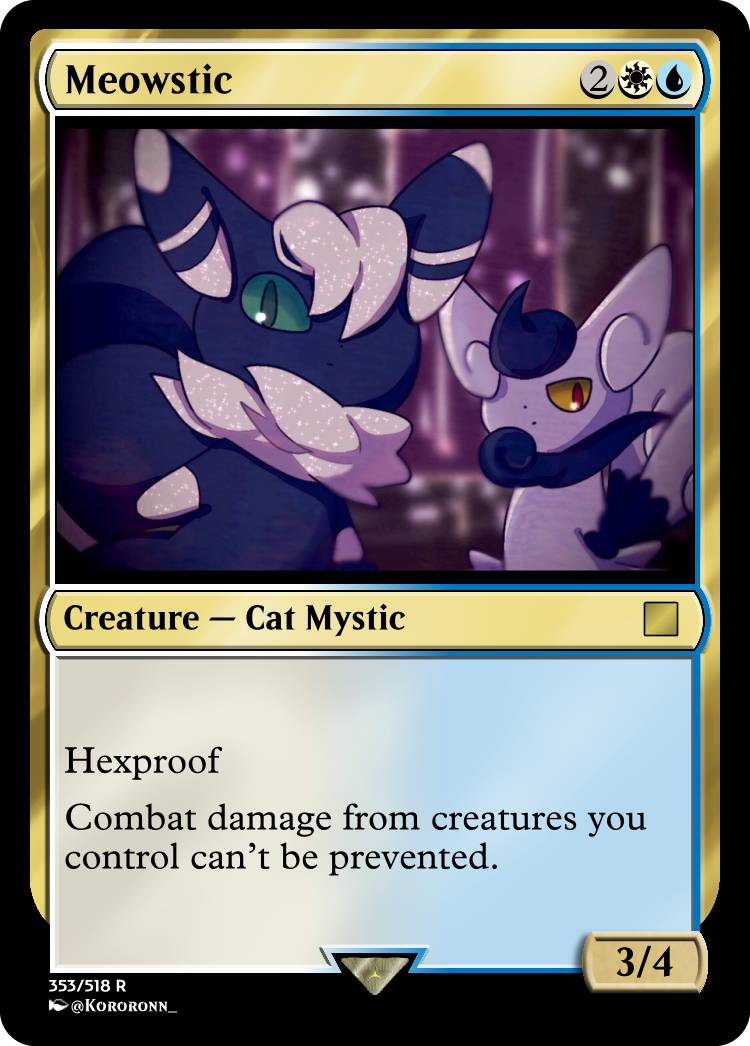 Meowstic 2
Creature — Cat Mystic
Hexproof
Combat damage from creatures you
control can't be prevented.
3/4
353/518 R
@Kororonn_